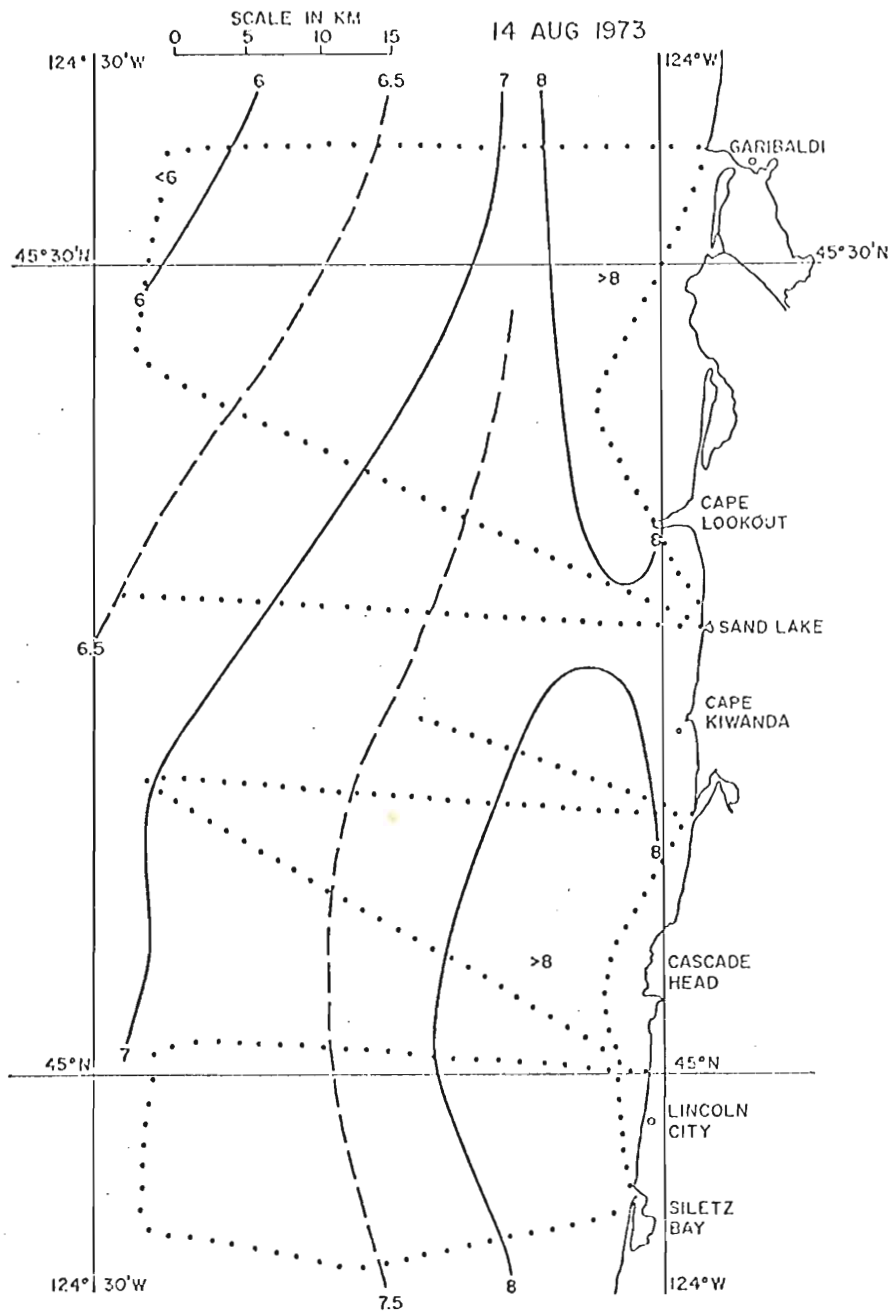 SCALE IN KM
0 5 10 15
14 AUG 1973
124° 30'W
124°W
6
6.5
7
8
GARIBALDI
<6
45°30'N
45°30'N
>8
6
CAPE
LOOKOUT
8
SAND LAKE
6.5
CAPE
KIWANDA
8
>8
CASCADE
HEAD
7
45°N
45°N
LINCOLN
CITY
SILETZ
BAY
124°30'W
7.5
8
124°W